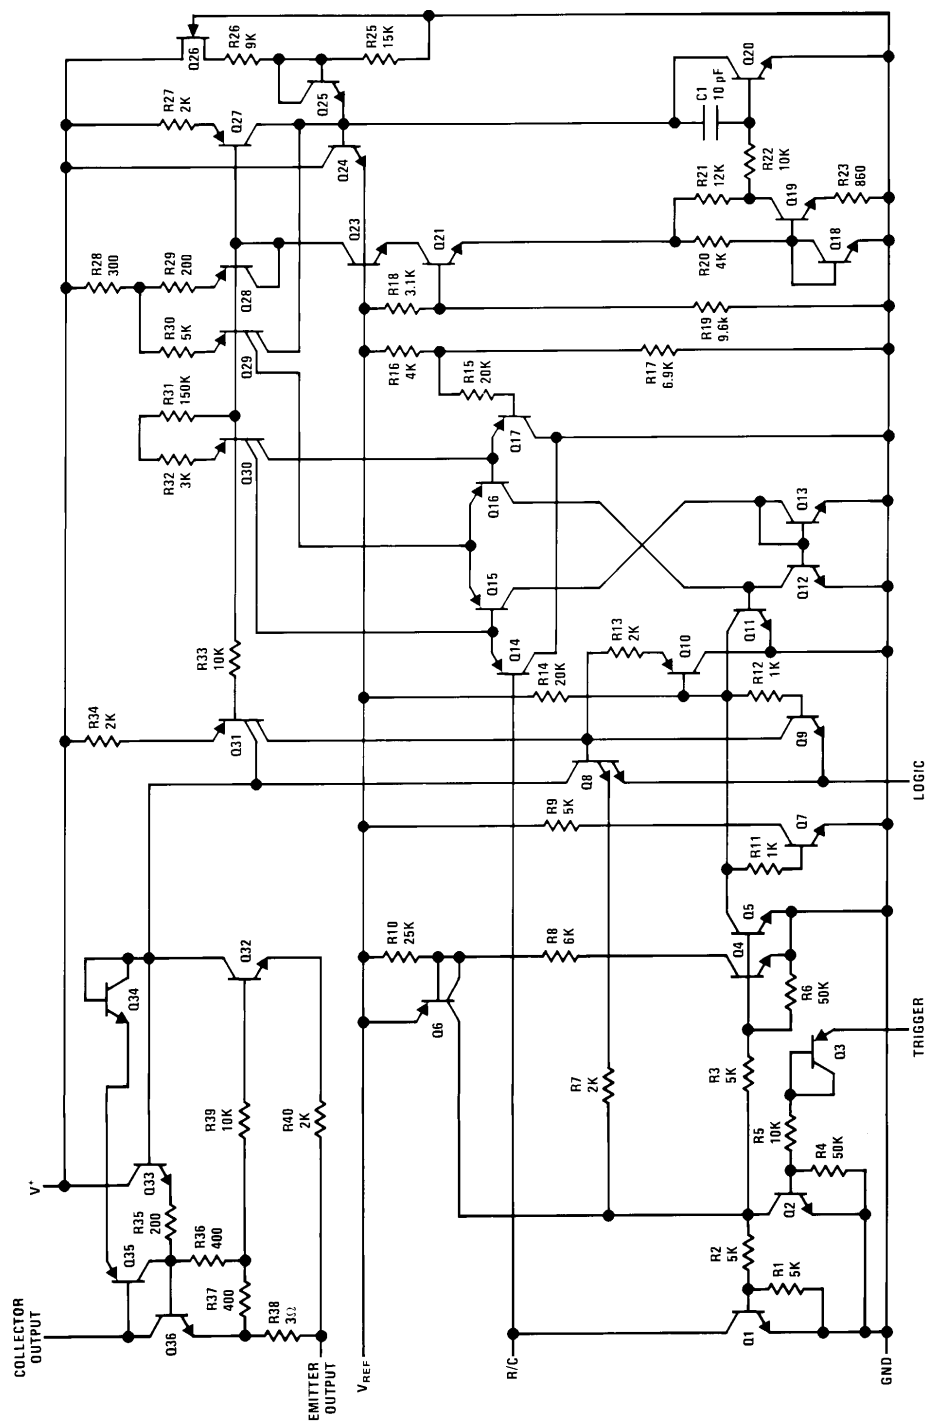 COLLECTOR
OUTPUT
V+
EMITTER
OUTPUT
VREF
R/C
GND
TRIGGER
LOGIC
Q36
Q35
R35
200
Q33
Q34
R36
400
R37
400
R38
3Ω
R39
10K
R40
2K
Q32
R34
2K
Q31
R33
10K
R32
3K
R31
150K
Q30
R30
5K
Q29
R28
300
R29
200
Q28
R27
2K
Q27
Q26
R26
9K
R25
15K
Q25
Q24
Q23
R18
3.1K
Q21
R16
4K
R15
20K
Q17
Q16
Q15
Q14
R14
20K
R13
2K
Q10
Q8
R9
5K
R10
25K
Q6
R8
6K
R7
2K
R3
5K
R2
5K
R1
5K
Q1
Q2
R4
50K
R5
10K
Q3
R6
50K
Q4
Q5
R11
1K
Q7
Q9
R12
1K
Q11
Q12
Q13
R17
6.9K
R19
9.6k
R20
4K
R21
12K
Q18
Q19
R23
860
R22
10K
C1
10 pF
Q20